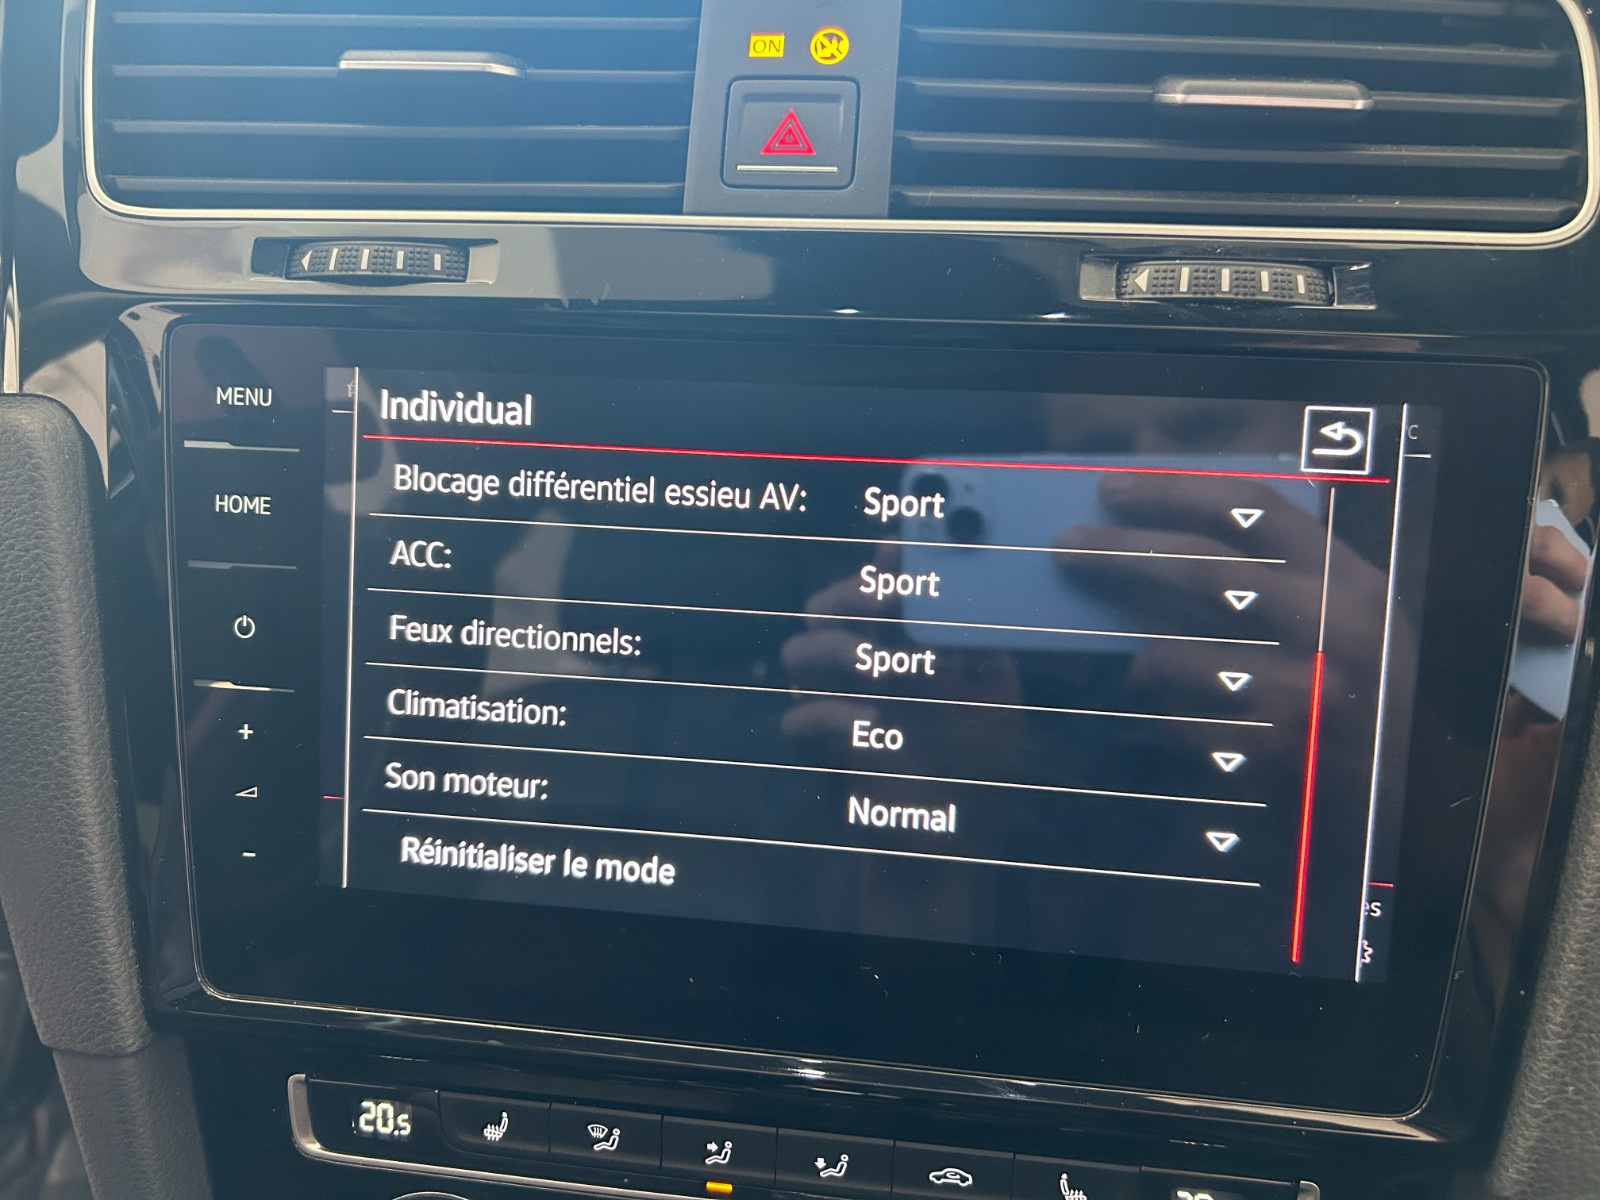 ON
MENU
HOME
+
-
Individual
Blocage différentiel essieu AV: Sport
ACC: Sport
Feux directionnels: Sport
Climatisation: Eco
Son moteur: Normal
Réinitialiser le mode
C
es
20.5